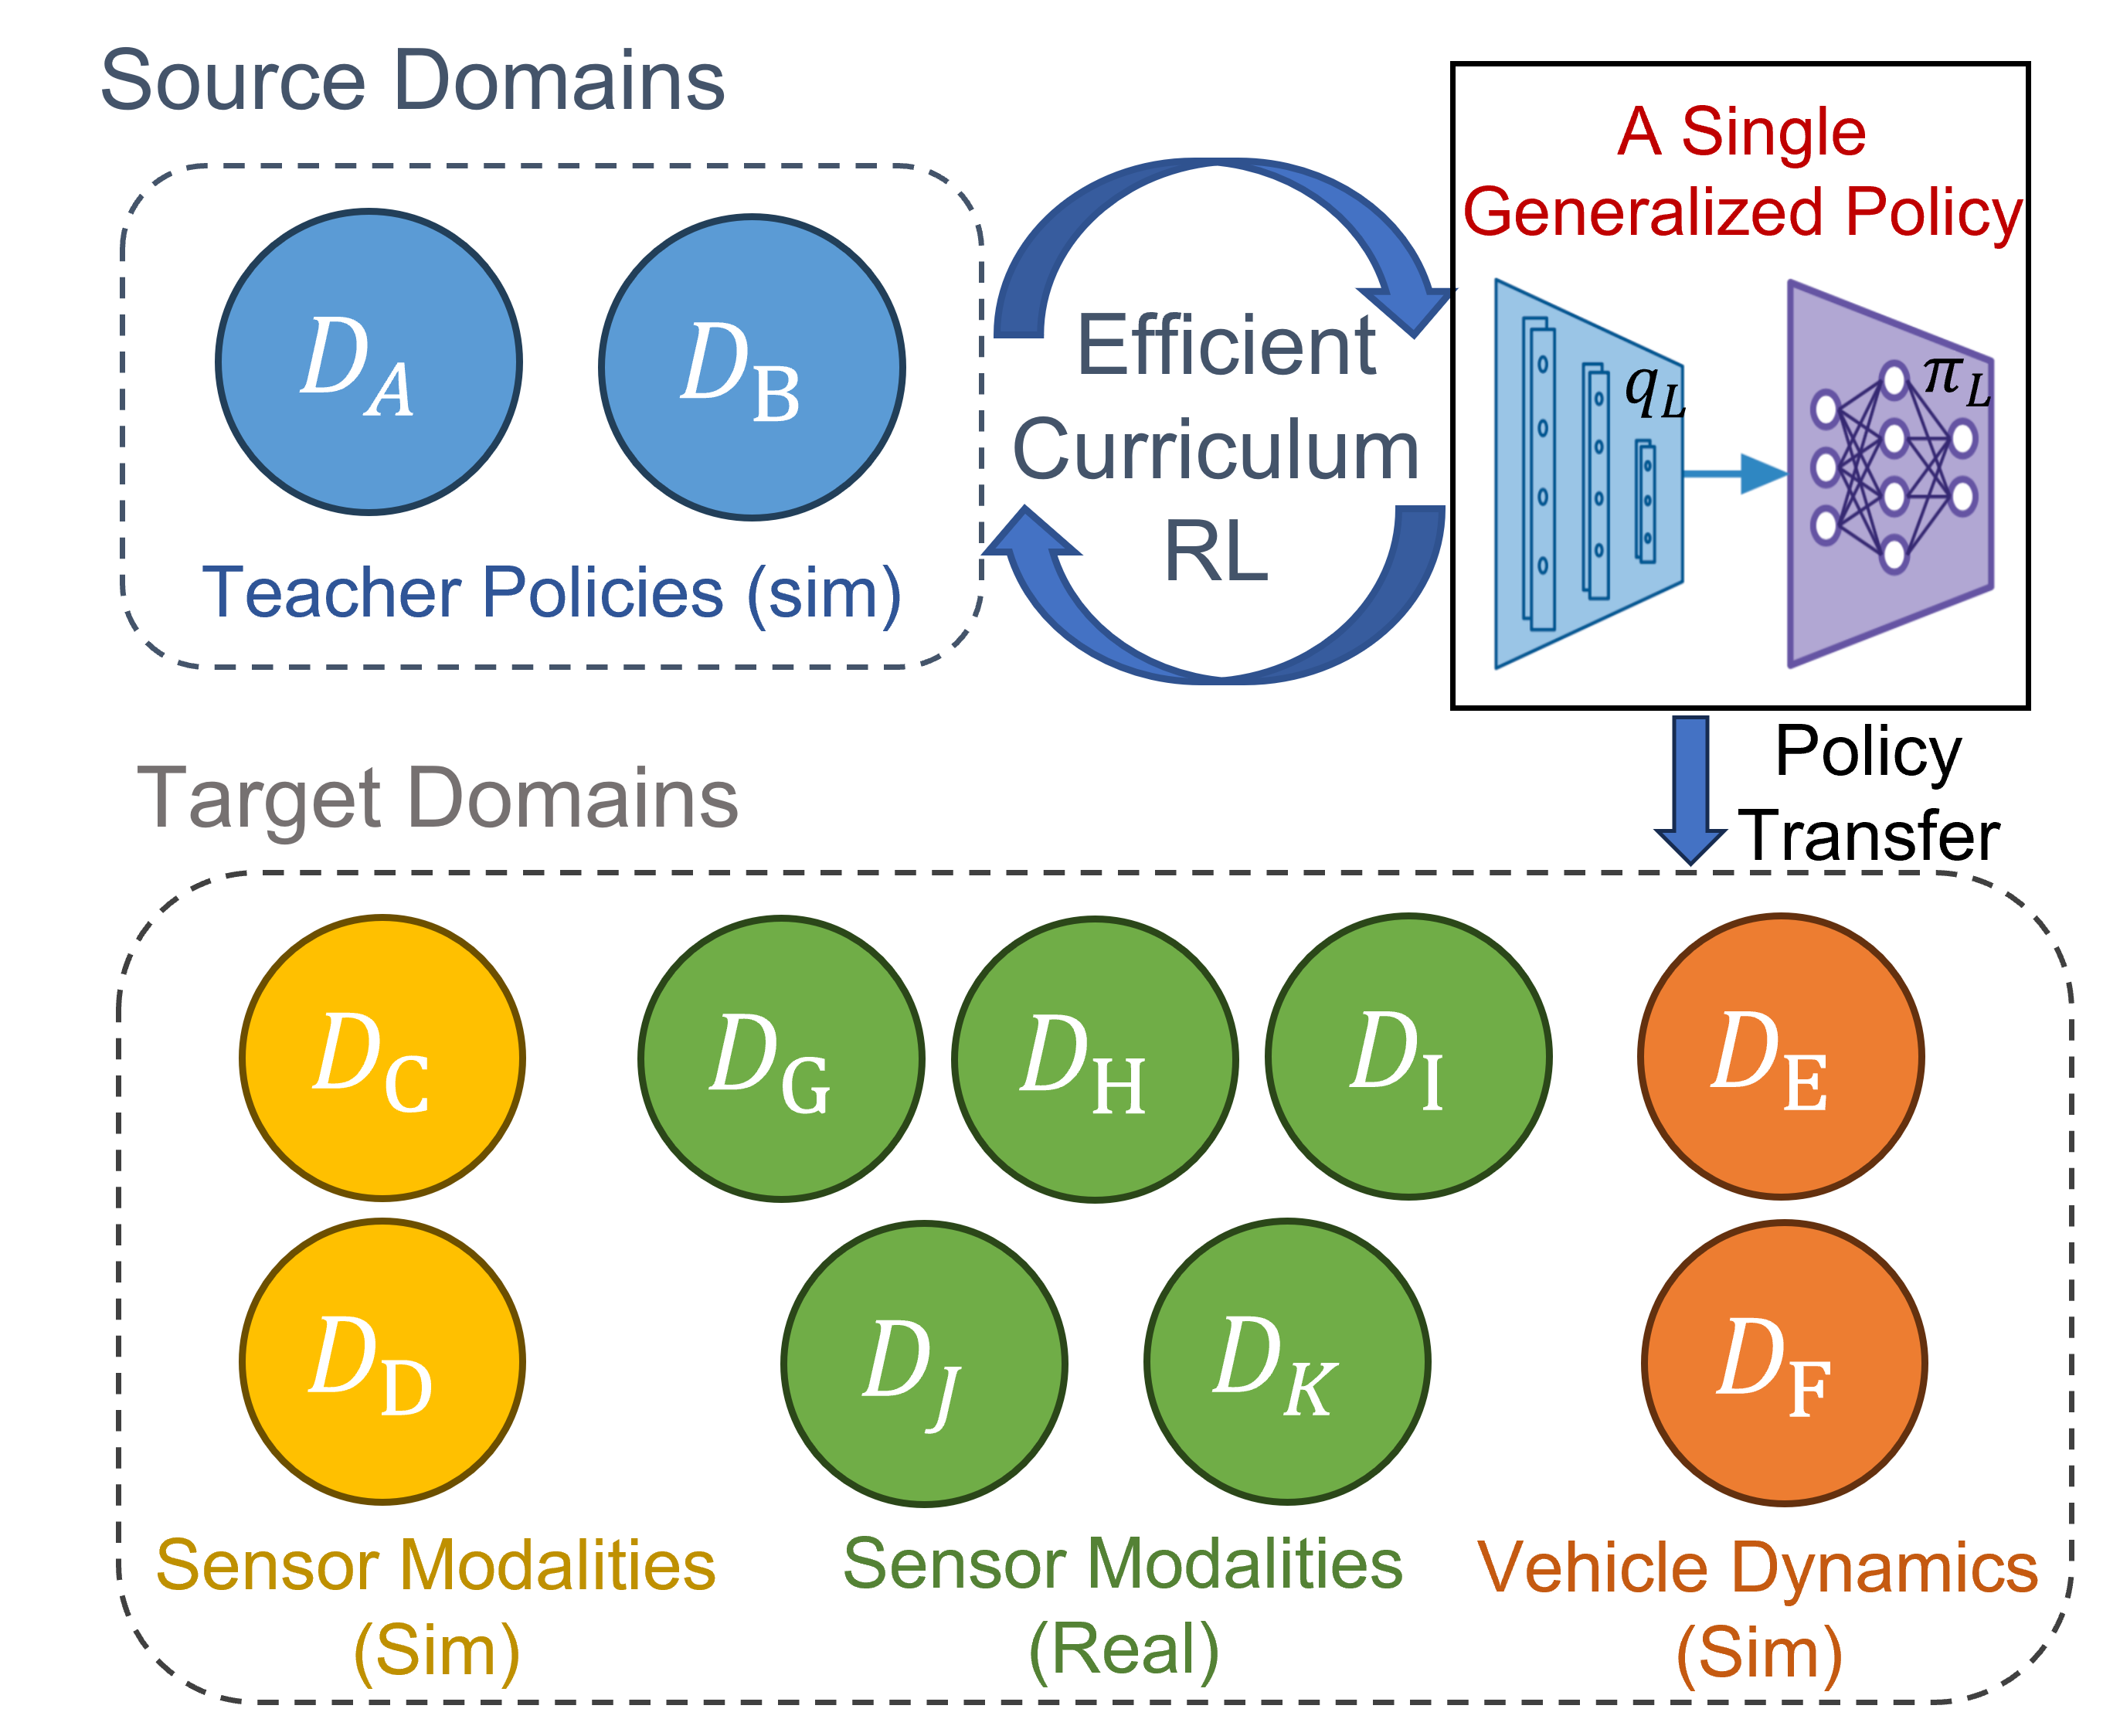 Source Domains
D_A
D_B
Teacher Policies (sim)
Efficient
Curriculum
RL
A Single
Generalized Policy
q_L
π_L
Policy
Transfer
Target Domains
D_C
D_G
D_H
D_I
D_E
D_D
D_J
D_K
D_F
Sensor Modalities
(Sim)
Sensor Modalities
(Real)
Vehicle Dynamics
(Sim)